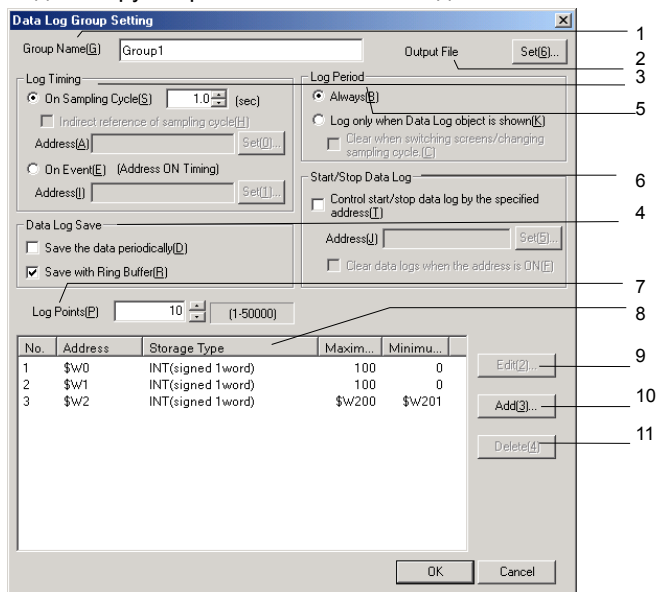 Data Log Group Setting
Group Name(G) Group1 Output File Set(6)...
Log Timing
On Sampling Cycle(S) 1.0 (sec)
Indirect reference of sampling cycle(H)
Address(A) Set(0)...
On Event(E) (Address ON Timing)
Address(I) Set(1)...
Log Period
Always(B)
Log only when Data Log object is shown(K)
Clear when switching screens/changing
sampling cycle.(C)
Start/Stop Data Log
Control start/stop data log by the specified
address(T)
Address(J) Set(5)...
Clear data logs when the address is ON(F)
Data Log Save
Save the data periodically(D)
Save with Ring Buffer(R)
Log Points(P) 10 (1-50000)
No. Address Storage Type Maxim... Minimu...
1 $W0 INT(signed 1word) 100 0
2 $W1 INT(signed 1word) 100 0
3 $W2 INT(signed 1word) $W200 $W201
Edit(2)...
Add(3)...
Delete(4)
OK Cancel
1
2
3
5
6
4
7
8
9
10
11